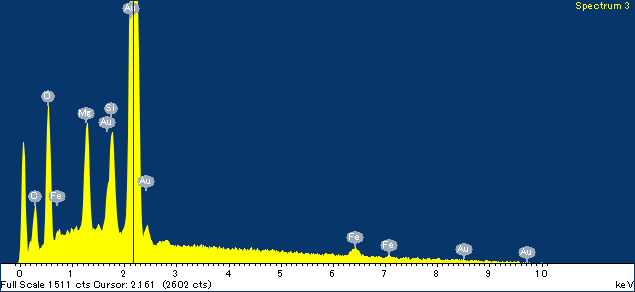 Spectrum 3
Au
O
Si
Mg
Au
Au
O
Fe
Fe
Fe
Au
Au
0 1 2 3 4 5 6 7 8 9 10
Full Scale 1511 cts Cursor: 2.161 (2602 cts) keV